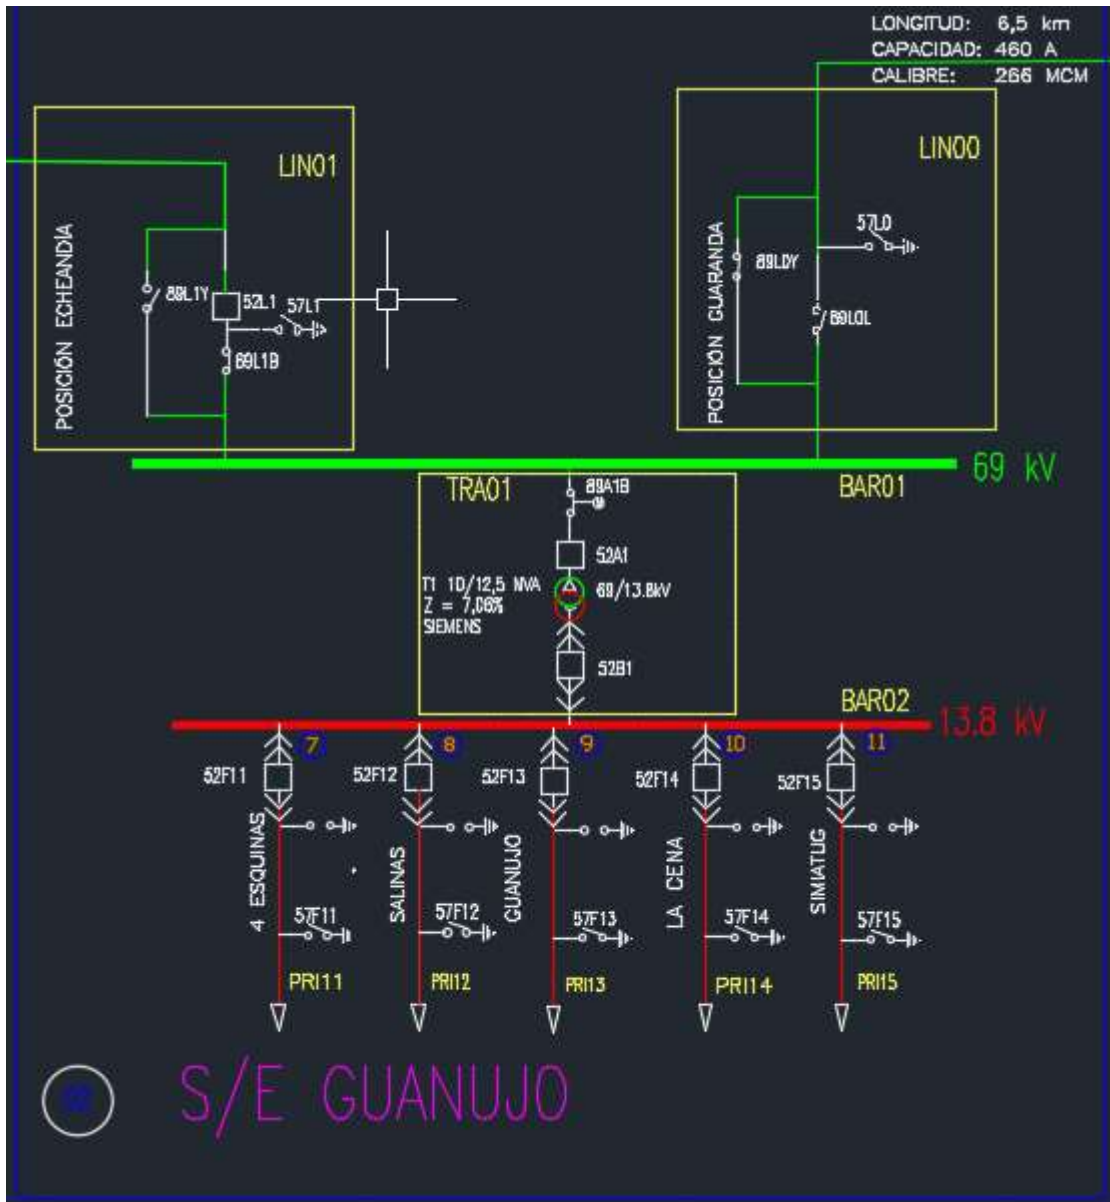 LONGITUD: 6,5 km
CAPACIDAD: 460 A
CALIBRE: 266 MCM
LIN01
LIN00
POSICIÓN ECHEANDÍA
89L1Y
52L1
57L1
89L1B
POSICIÓN GUARANDA
57L0
89L0Y
89L0L
69 kV
TRA01
89A1B
BAR01
52A1
T1 10/12,5 MVA
Z = 7,06%
SIEMENS
69/13.8kV
52B1
BAR02
13.8 kV
7
8
9
10
11
52F11
52F12
52F13
52F14
52F15
4 ESQUINAS
SALINAS
GUANUJO
LA CENA
SIMIATUG
57F11
57F12
57F13
57F14
57F15
PRI11
PRI12
PRI13
PRI14
PRI15
S/E GUANUJO